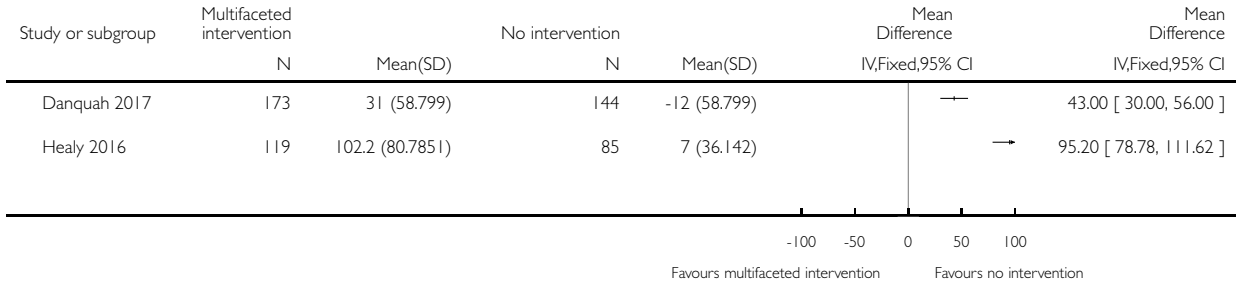 Study or subgroup Multifaceted intervention No intervention Mean Difference Mean Difference
N Mean(SD) N Mean(SD) IV,Fixed,95% CI IV,Fixed,95% CI
Danquah 2017 173 31 (58.799) 144 -12 (58.799) 43.00 [ 30.00, 56.00 ]
Healy 2016 119 102.2 (80.7851) 85 7 (36.142) 95.20 [ 78.78, 111.62 ]
-100 -50 0 50 100
Favours multifaceted intervention Favours no intervention